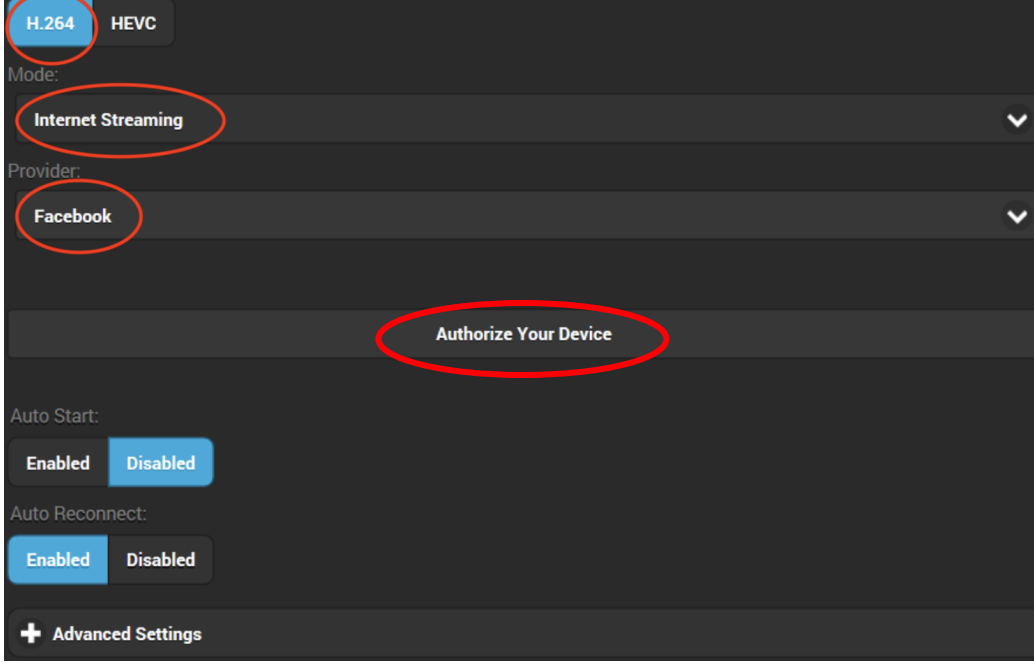 H.264 HEVC
Mode:
Internet Streaming
Provider:
Facebook
Authorize Your Device
Auto Start:
Enabled Disabled
Auto Reconnect:
Enabled Disabled
Advanced Settings